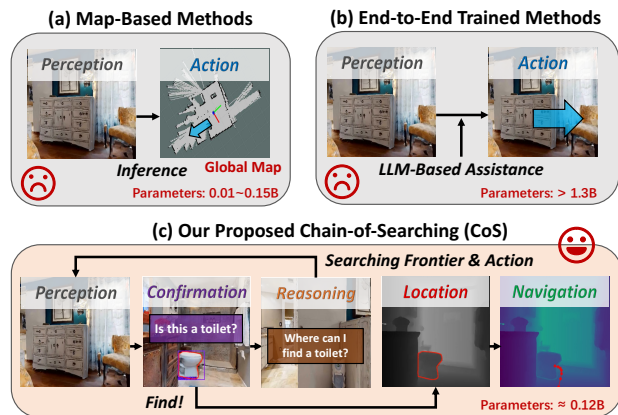 (a) Map-Based Methods
Perception
Action
Inference
Global Map
Parameters: 0.01~0.15B
(b) End-to-End Trained Methods
Perception
Action
LLM-Based Assistance
Parameters: > 1.3B
(c) Our Proposed Chain-of-Searching (CoS)
Searching Frontier & Action
Perception
Confirmation
Reasoning
Location
Navigation
Is this a toilet?
Where can I
find a toilet?
Find!
Parameters: ≈ 0.12B